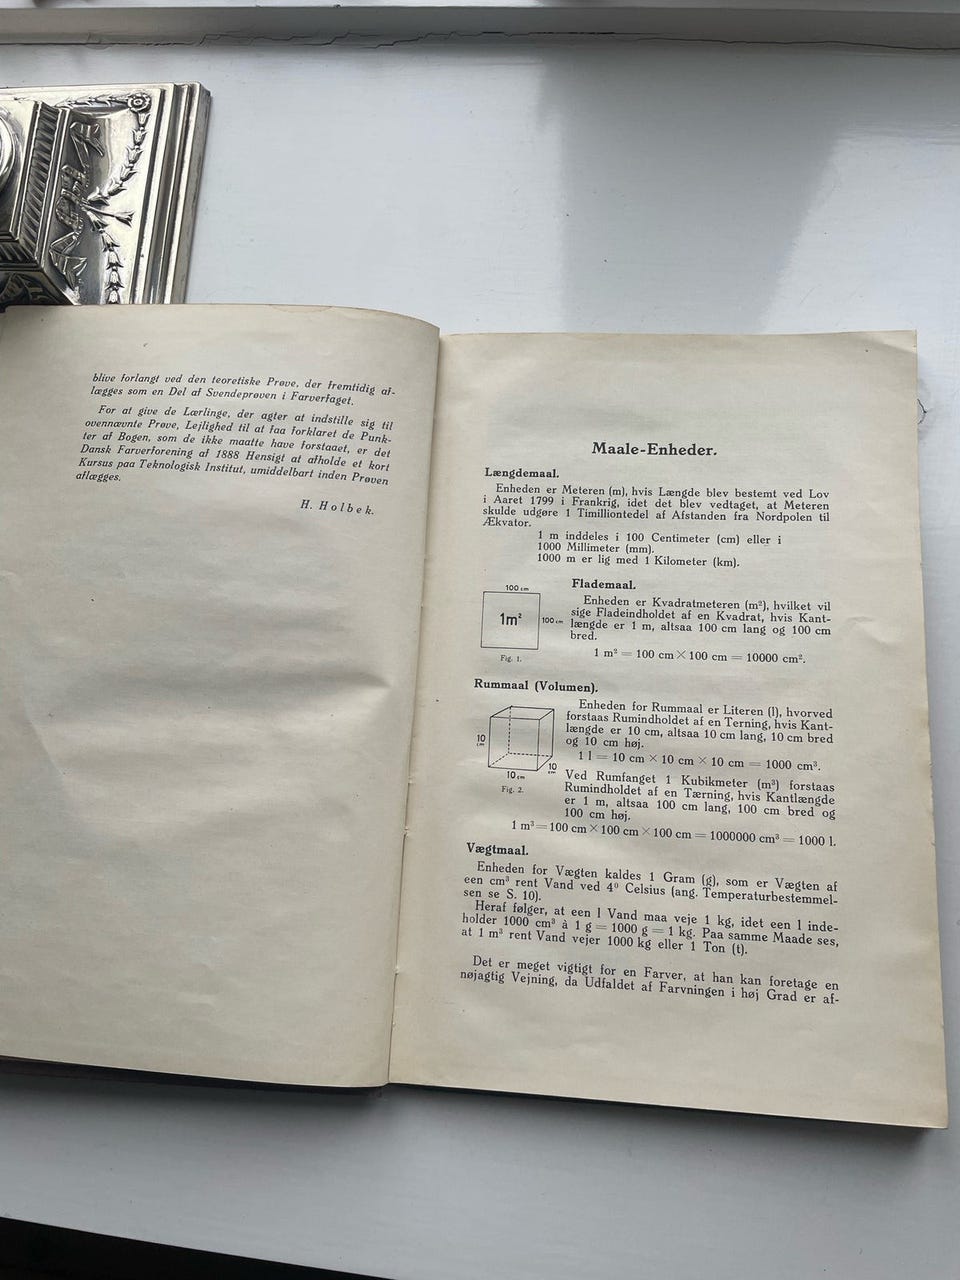 blive forlangt ved den teoretiske Prøve, der fremtidig af-
lægges som en Del af Svendeprøven i Farverfaget.
For at give de Lærlinge, der agter at indstille sig til
ovennævnte Prøve, Lejlighed til at faa forklaret de Punk-
ter af Bogen, som de ikke maatte have forstaaet, er det
Dansk Farverforening af 1888 Hensigt at afholde et kort
Kursus paa Teknologisk Institut, umiddelbart inden Prøven
aflægges.
H. Holbek.
Maale-Enheder.
Længdemaal.
Enheden er Meteren (m), hvis Længde blev bestemt ved Lov
i Aaret 1799 i Frankrig, idet det blev vedtaget, at Meteren
skulde udgøre 1 Timilliontedel af Afstanden fra Nordpolen til
Ækvator.
1 m inddeles i 100 Centimeter (cm) eller i
1000 Millimeter (mm).
1000 m er lig med 1 Kilometer (km).
Flademaal.
100 cm
1m²
100 cm
Fig. 1.
Enheden er Kvadratmeteren (m²), hvilket vil
sige Fladeindholdet af en Kvadrat, hvis Kant-
længde er 1 m, altsaa 100 cm lang og 100 cm
bred.
1 m² = 100 cm × 100 cm = 10000 cm².
Rummaal (Volumen).
10 cm
10 cm
10 cm
Fig. 2.
Enheden for Rummaal er Literen (l), hvorved
forstaas Rumindholdet af en Terning, hvis Kant-
længde er 10 cm, altsaa 10 cm lang, 10 cm bred
og 10 cm høj.
1 l = 10 cm × 10 cm × 10 cm = 1000 cm³.
Ved Rumfanget 1 Kubikmeter (m³) forstaas
Rumindholdet af en Tærning, hvis Kantlængde
er 1 m, altsaa 100 cm lang, 100 cm bred og
100 cm høj.
1 m³ = 100 cm × 100 cm × 100 cm = 1000000 cm³ = 1000 l.
Vægtmaal.
Enheden for Vægten kaldes 1 Gram (g), som er Vægten af
een cm³ rent Vand ved 4⁰ Celsius (ang. Temperaturbestemmel-
sen se S. 10).
Heraf følger, at een l Vand maa veje 1 kg, idet een l inde-
holder 1000 cm³ à 1 g = 1000 g = 1 kg. Paa samme Maade ses,
at 1 m³ rent Vand vejer 1000 kg eller 1 Ton (t).
Det er meget vigtigt for en Farver, at han kan foretage en
nøjagtig Vejning, da Udfaldet af Farvningen i høj Grad er af-